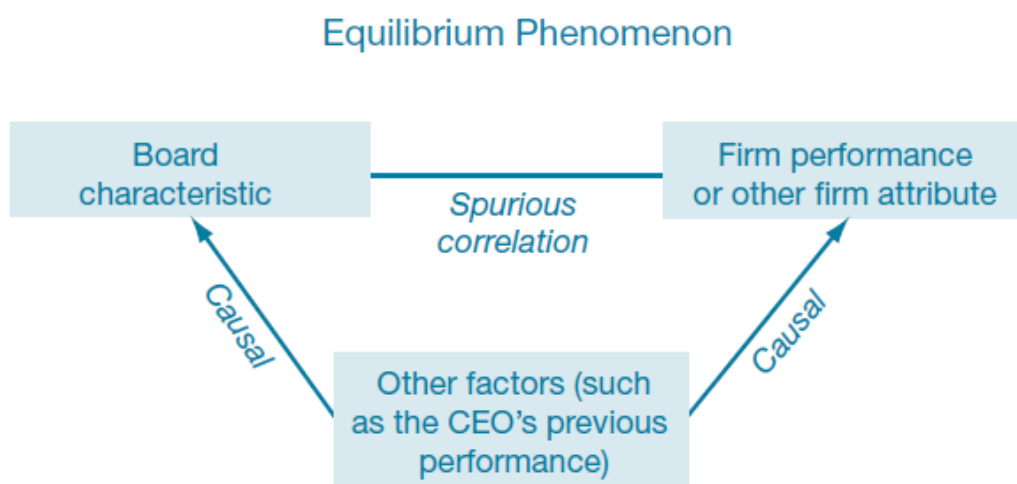 Equilibrium Phenomenon
Board
characteristic
Spurious
correlation
Firm performance
or other firm attribute
Causal
Causal
Other factors (such
as the CEO’s previous
performance)